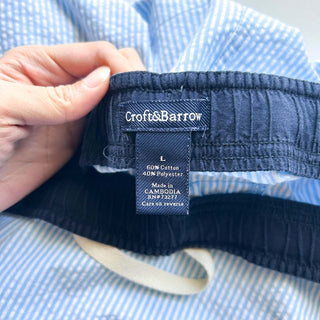 Croft&Barrow
L
60% Cotton
40% Polyester
Made in
CAMBODIA
RN#73277
Care on reverse